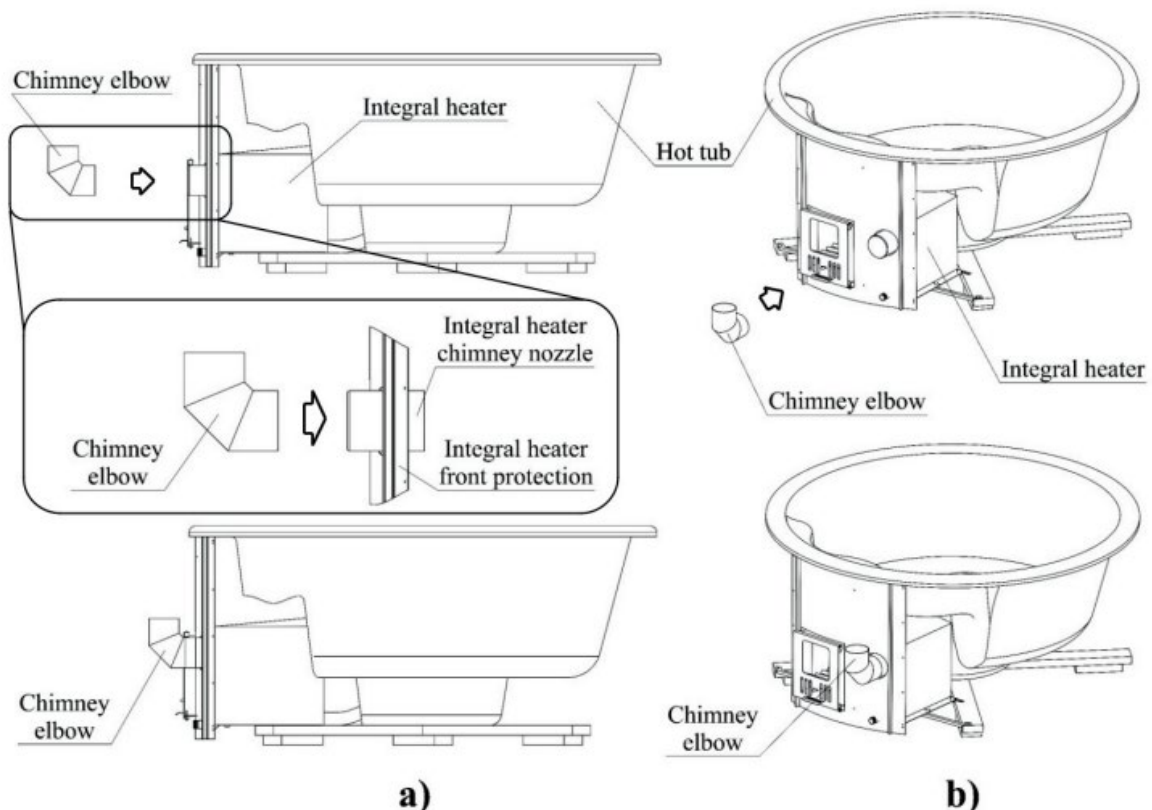 Chimney elbow
Integral heater
Hot tub
Integral heater
chimney nozzle
Chimney
elbow
Integral heater
front protection
Integral heater
Chimney elbow
Chimney
elbow
Chimney
elbow
a)
b)